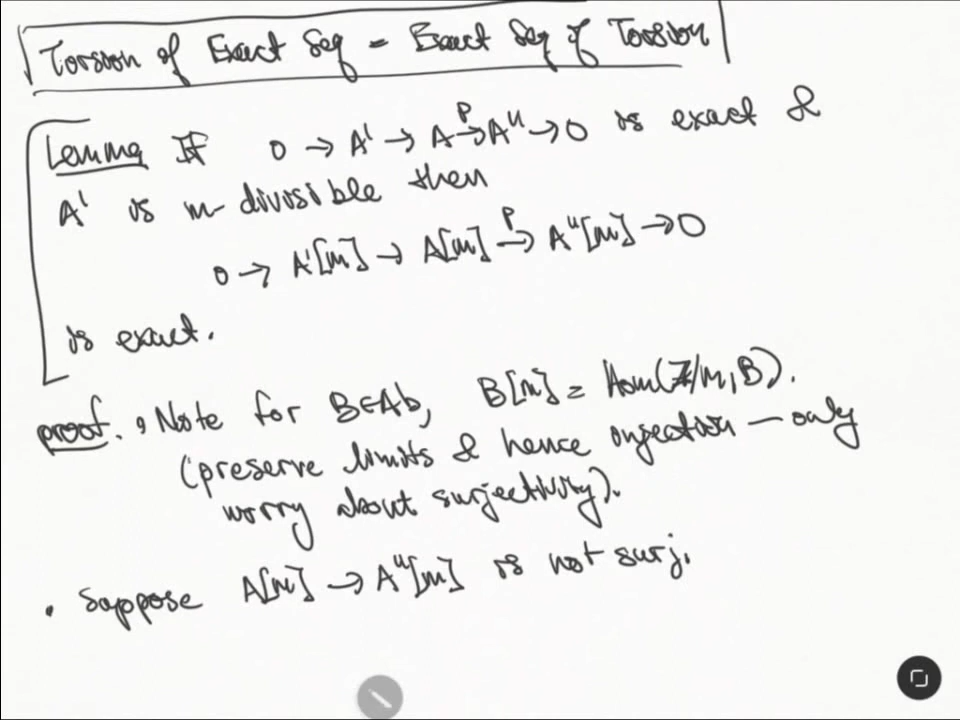 Torsion of Exact Seq = Exact Seq of Torsion
Lemma If 0 → A' → A →ᵖ A'' → 0 is exact &
A' is m-divisible then
0 → A'[m] → A[m] →ᵖ A''[m] → 0
is exact.
proof. • Note for B∈Ab, B[m] = Hom(Z/m, B).
(preserve limits & hence injection — only
worry about surjectivity).
• Suppose A[m] → A''[m] is not surj.